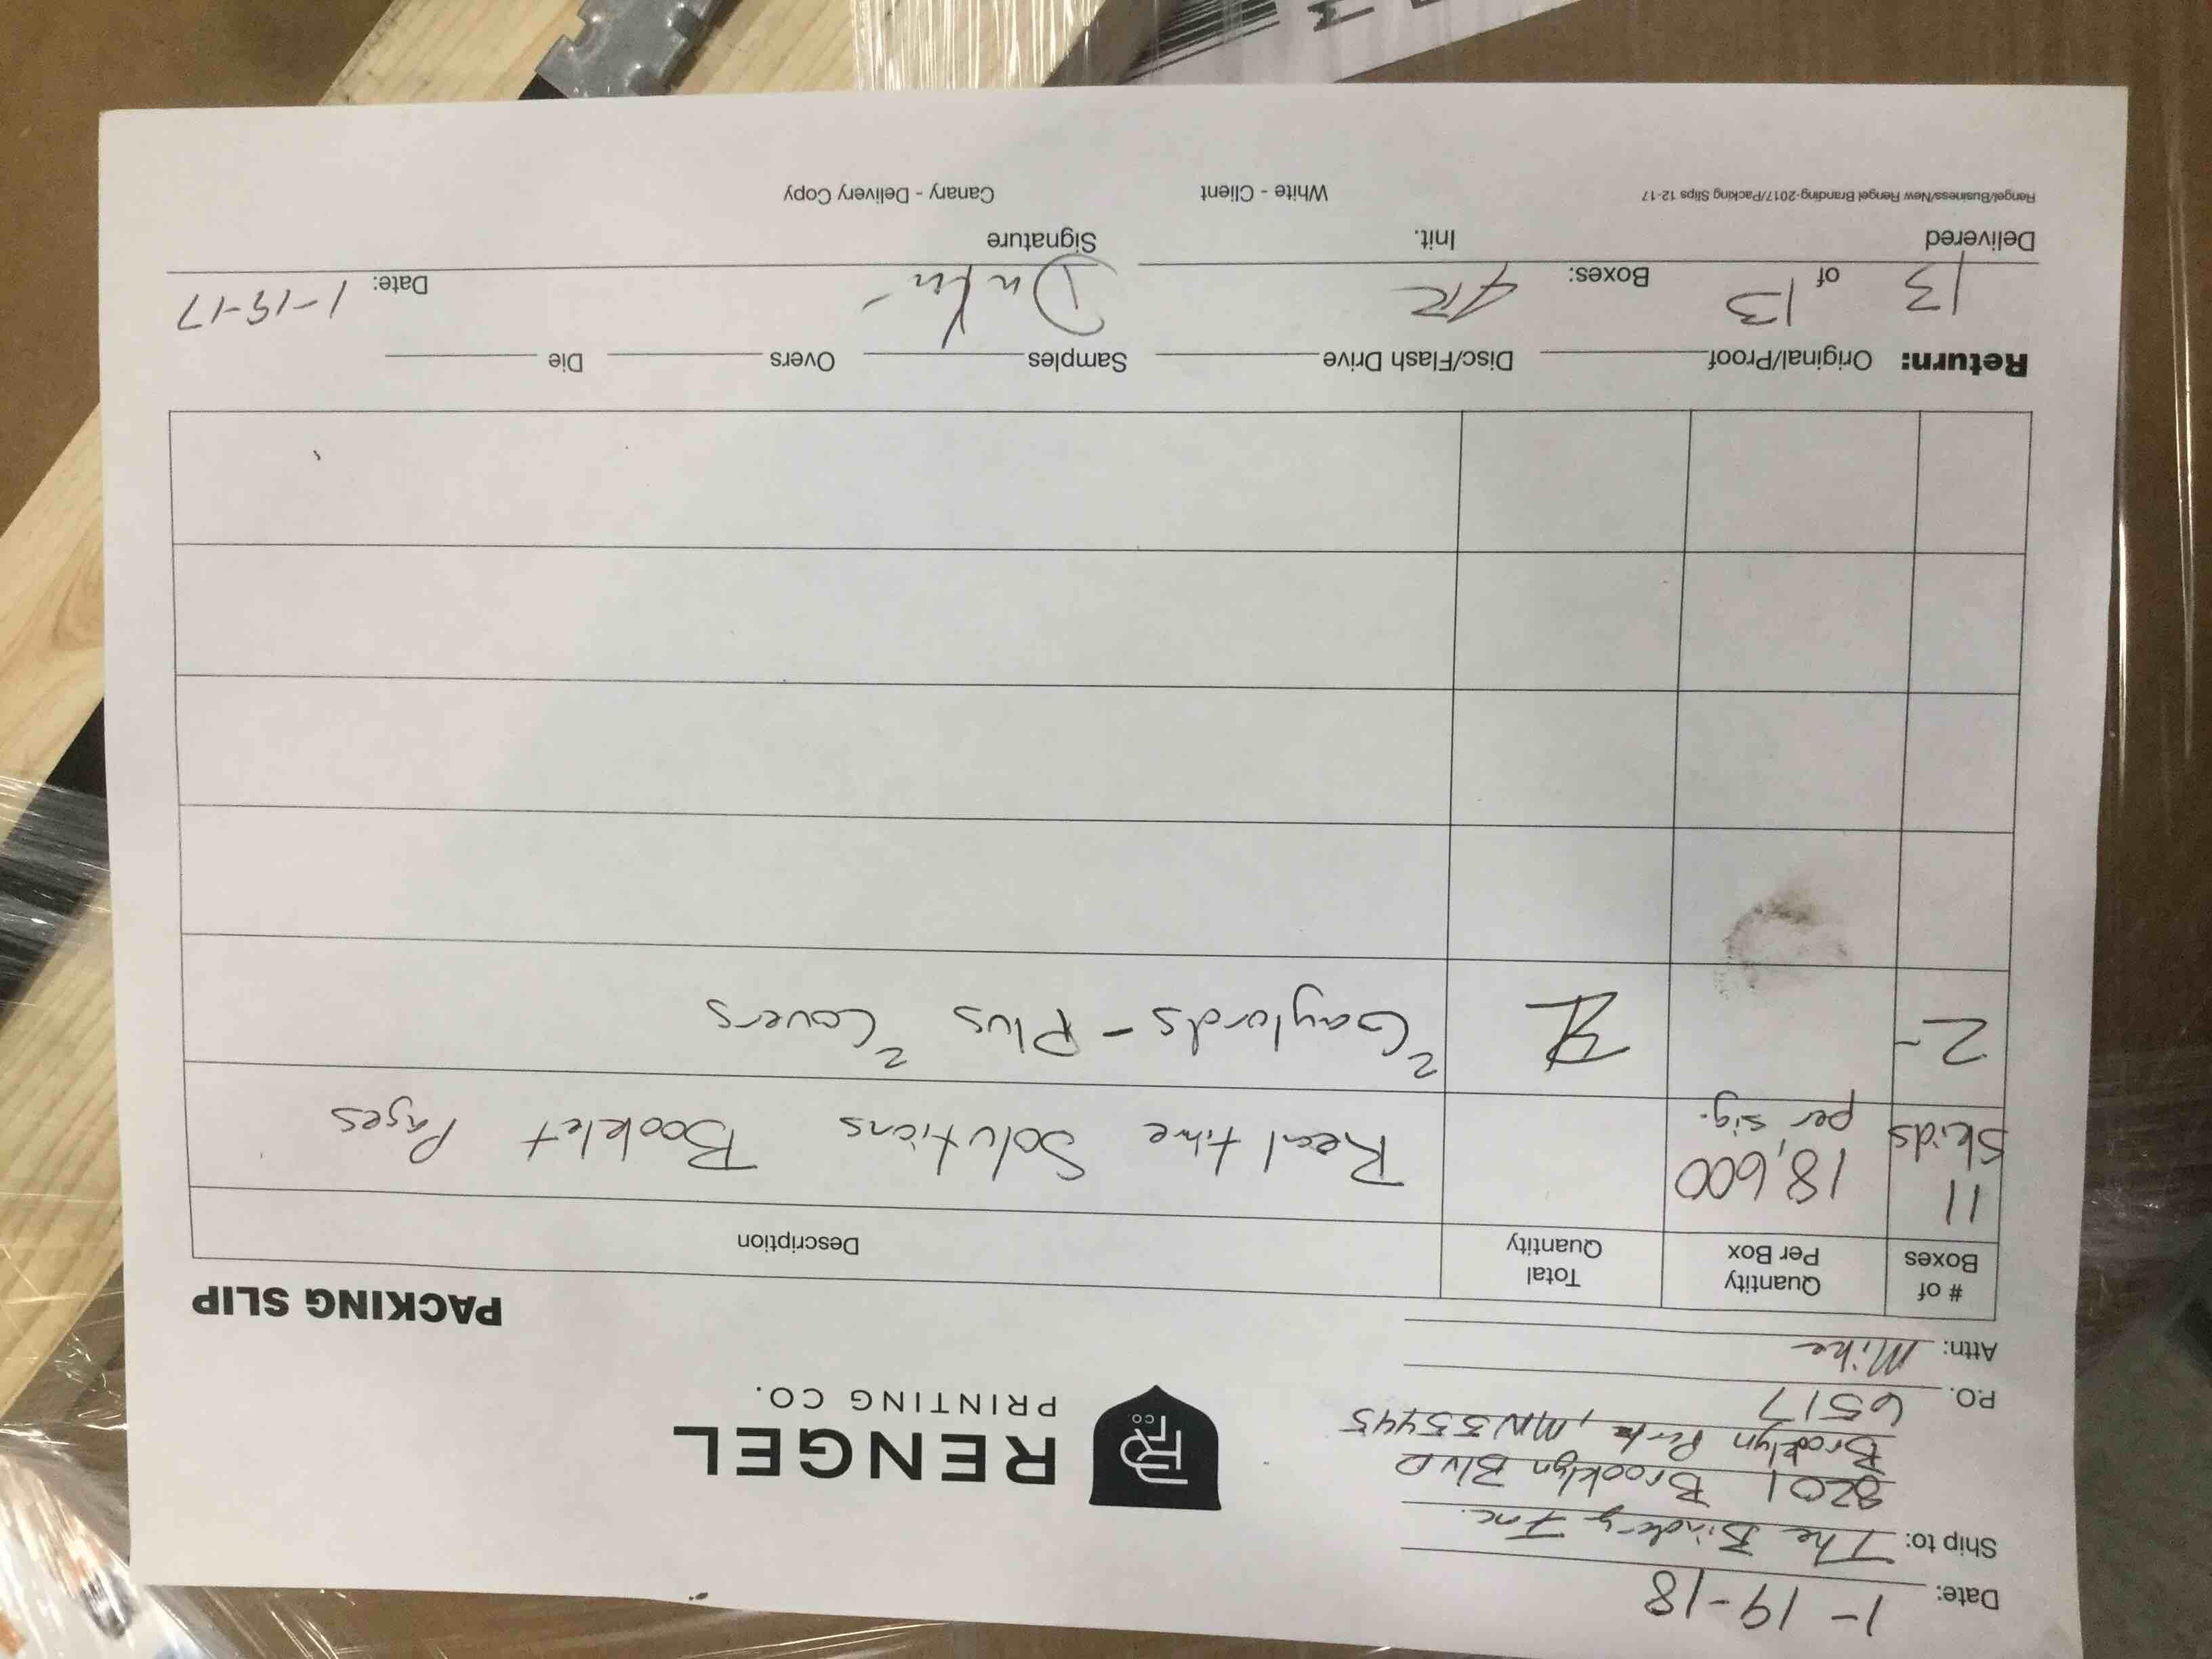 Date: 1-19-18
Ship to: The Bindery Inc.
8201 Brooklyn Blvd
Brooklyn Park, MN 55445
P.O. 6517
Attn: Mike
RENGEL
PRINTING CO.
PACKING SLIP
# of Boxes Quantity Per Box Total Quantity Description
11 Skids 18,600 per sig. Real time Solutions Booklet Pages
2- 2 Gaylords - Plus 2 Covers
Return: Original/Proof Disc/Flash Drive Samples Overs Die
13 of 13 Boxes: Date: 1-19-17
Delivered Init. Signature
Rengel/Business/New Rengel Branding-2017/Packing Slips 12-17 White - Client Canary - Delivery Copy